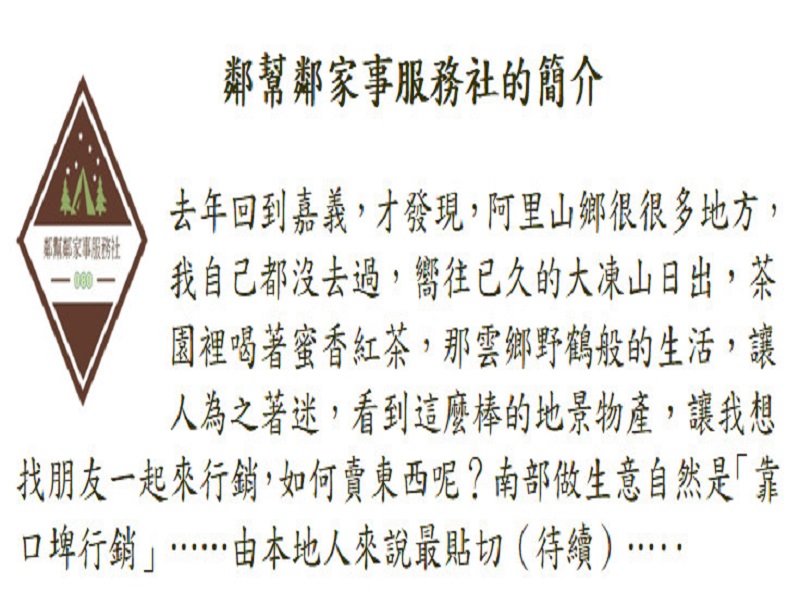 鄰幫鄰家事服務社的簡介
鄰幫鄰家事服務社
去年回到嘉義，才發現，阿里山鄉很很多地方，
我自己都沒去過，嚮往已久的大凍山日出，茶
園裡喝著蜜香紅茶，那雲鄉野鶴般的生活，讓
人為之著迷，看到這麼棒的地景物產，讓我想
找朋友一起來行銷，如何賣東西呢？南部做生意自然是「靠
口埤行銷」……由本地人來說最貼切（待續）…‥